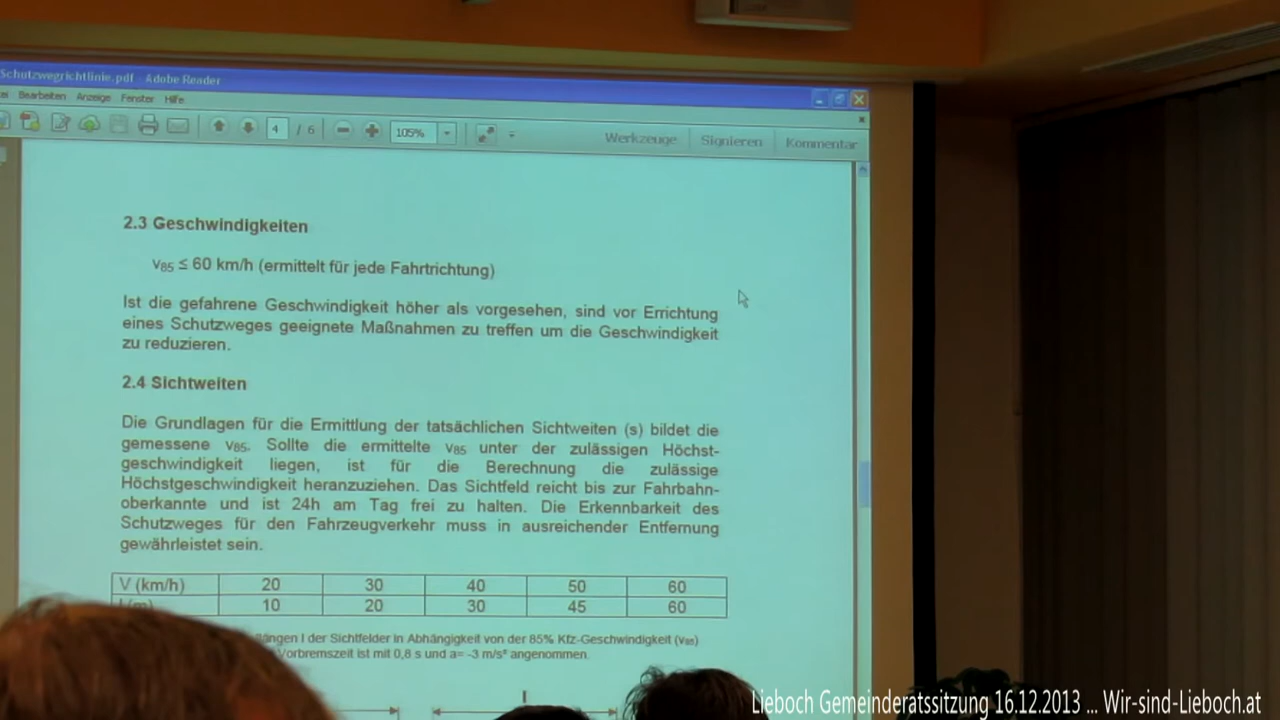 Schutzwegrichtlinie.pdf - Adobe Reader
Bearbeiten Anzeige Fenster Hilfe
4 / 6 105% Werkzeuge Signieren Kommentar
2.3 Geschwindigkeiten
v85 ≤ 60 km/h (ermittelt für jede Fahrtrichtung)
Ist die gefahrene Geschwindigkeit höher als vorgesehen, sind vor Errichtung
eines Schutzweges geeignete Maßnahmen zu treffen um die Geschwindigkeit
zu reduzieren.
2.4 Sichtweiten
Die Grundlagen für die Ermittlung der tatsächlichen Sichtweiten (s) bildet die
gemessene v85. Sollte die ermittelte v85 unter der zulässigen Höchst-
geschwindigkeit liegen, ist für die Berechnung die zulässige
Höchstgeschwindigkeit heranzuziehen. Das Sichtfeld reicht bis zur Fahrbahn-
oberkannte und ist 24h am Tag frei zu halten. Die Erkennbarkeit des
Schutzweges für den Fahrzeugverkehr muss in ausreichender Entfernung
gewährleistet sein.
V (km/h) 20 30 40 50 60
10 20 30 45 60
l der Sichtfelder in Abhängigkeit von der 85% Kfz-Geschwindigkeit (v85)
Vorbremszeit ist mit 0,8 s und a= -3 m/s² angenommen.
l
Lieboch Gemeinderatssitzung 16.12.2013 ... Wir-sind-Lieboch.at